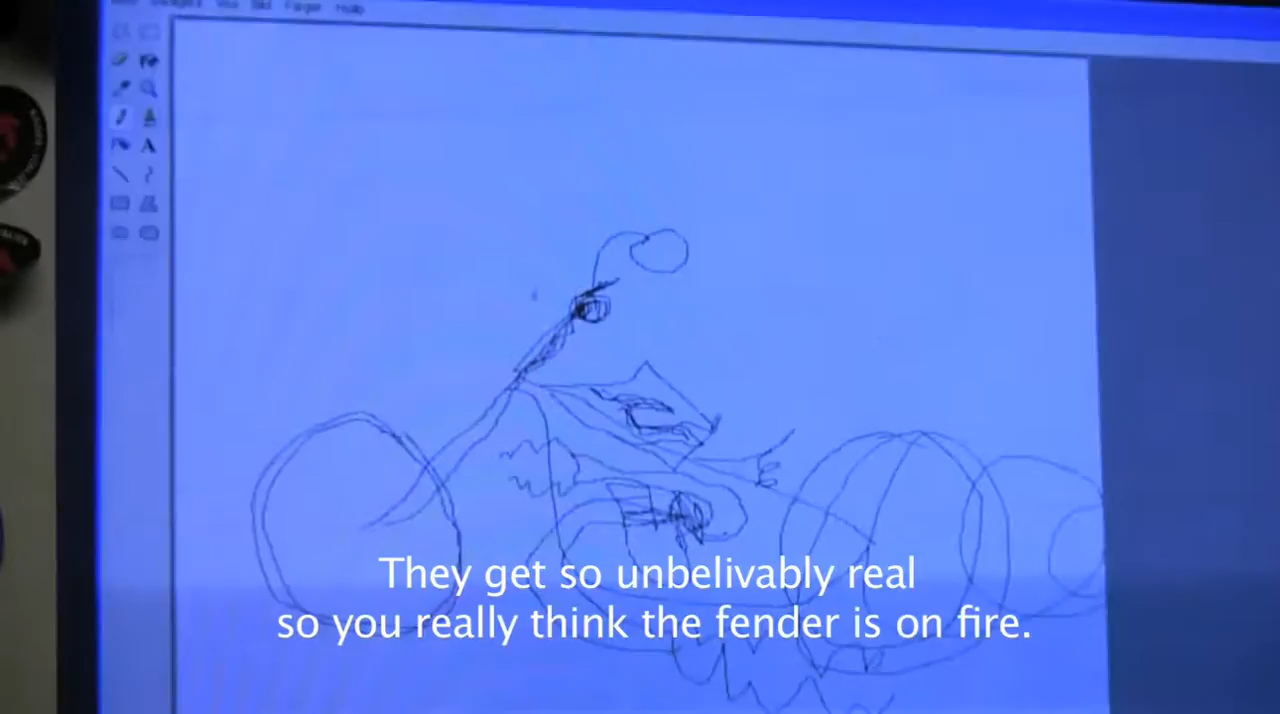 They get so unbelivably real
so you really think the fender is on fire.
A